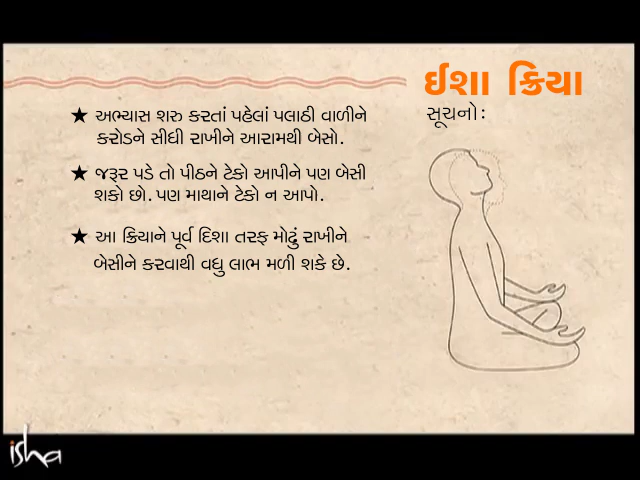 ઈશા ક્રિયા
સૂચનો:
★ અભ્યાસ શરુ કરતાં પહેલાં પલાઠી વાળીને
કરોડને સીધી રાખીને આરામથી બેસો.
★ જરૂર પડે તો પીઠને ટેકો આપીને પણ બેસી
શકો છો. પણ માથાને ટેકો ન આપો.
★ આ ક્રિયાને પૂર્વ દિશા તરફ મોઢું રાખીને
બેસીને કરવાથી વધુ લાભ મળી શકે છે.
isha